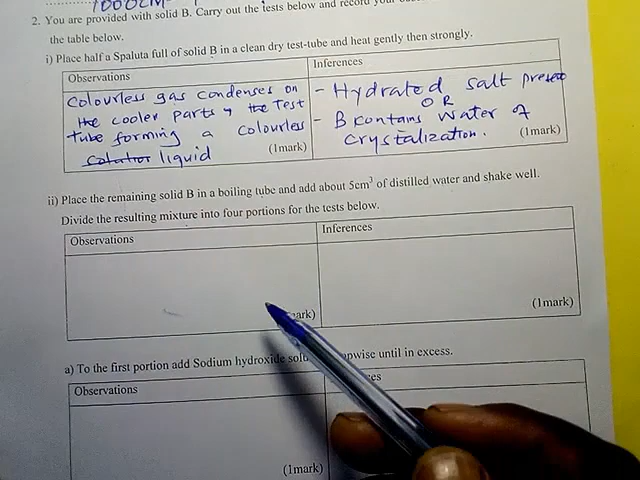 1000cm
2. You are provided with solid B. Carry out the tests below and record your
the table below.
i) Place half a Spaluta full of solid B in a clean dry test-tube and heat gently then strongly.
Observations
Inferences
Colourless gas condenses on
the cooler parts of the Test
tube forming a colourless
liquid
(1mark)
- Hydrated salt present
OR
- B contains water of
crystalization.
(1mark)
ii) Place the remaining solid B in a boiling tube and add about 5cm³ of distilled water and shake well.
Divide the resulting mixture into four portions for the tests below.
Observations
Inferences
mark)
(1mark)
a) To the first portion add Sodium hydroxide solu opwise until in excess.
Observations
ces
(1mark)